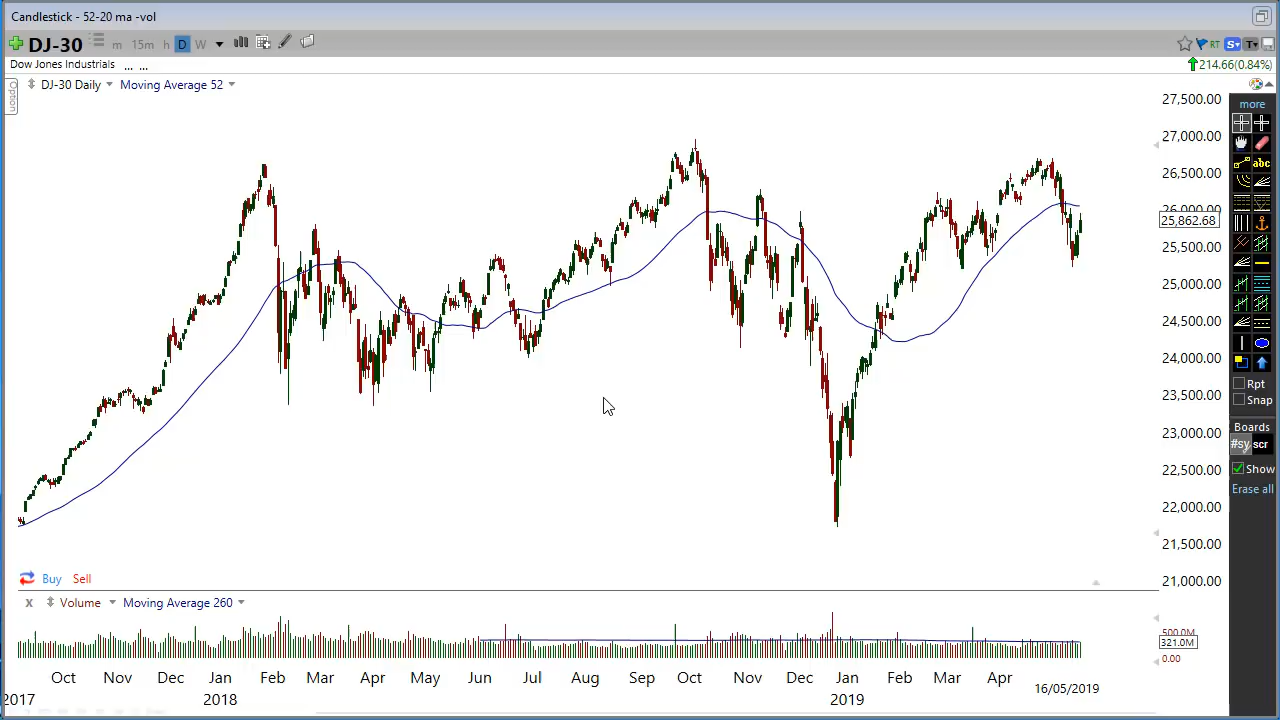 Candlestick - 52-20 ma -vol
DJ-30 m 15m h D W RT S T
Dow Jones Industrials ... ... 214.66(0.84%)
Option
DJ-30 Daily Moving Average 52
more
abc
27,500.00
27,000.00
26,500.00
26,000.00
25,862.68
25,500.00
25,000.00
24,500.00
24,000.00
23,500.00
23,000.00
22,500.00
22,000.00
21,500.00
21,000.00
Rpt
Snap
Boards
#sy scr
Show
Erase all
Buy Sell
x Volume Moving Average 260
500.0M
321.0M
0.00
Oct Nov Dec Jan Feb Mar Apr May Jun Jul Aug Sep Oct Nov Dec Jan Feb Mar Apr 16/05/2019
2017 2018 2019